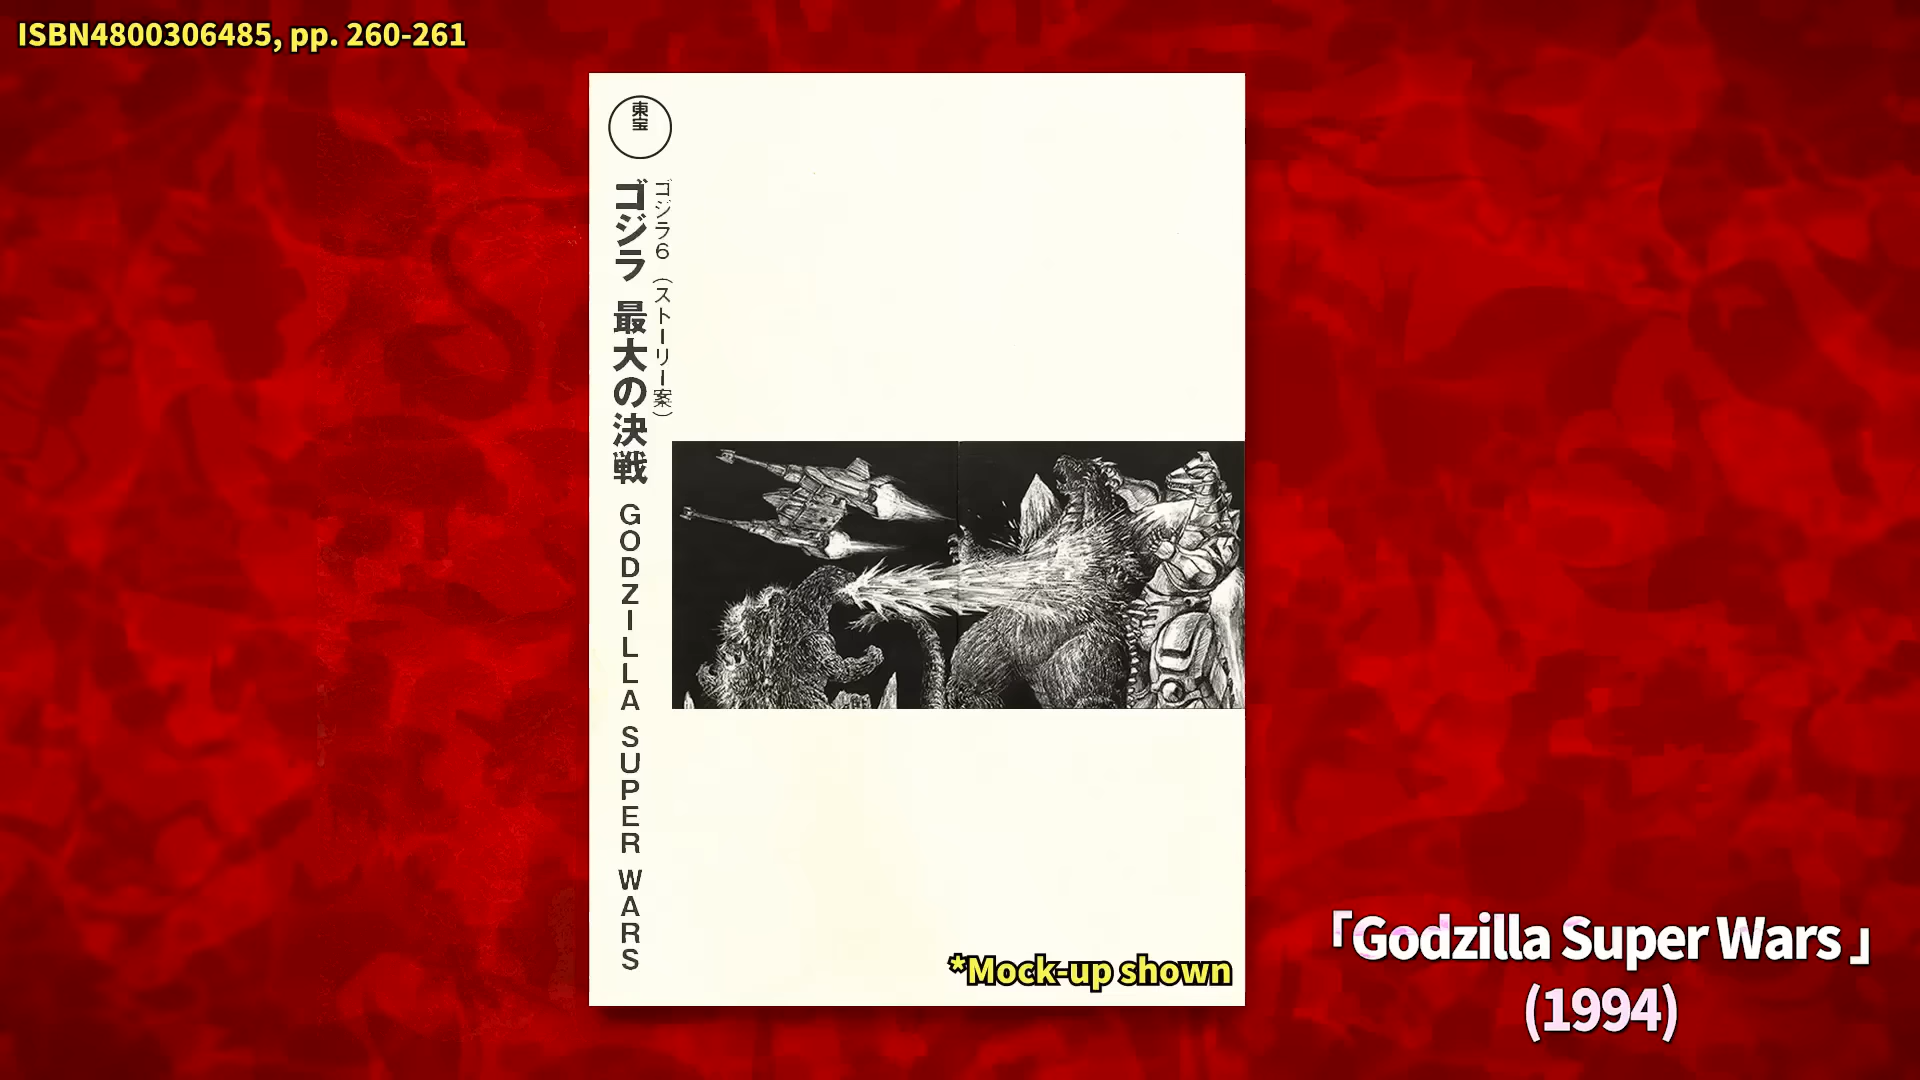 ISBN4800306485, pp. 260-261
東宝
ゴジラ6(ストーリー案)
ゴジラ 最大の決戦 GODZILLA SUPER WARS
*Mock-up shown
「Godzilla Super Wars」
(1994)